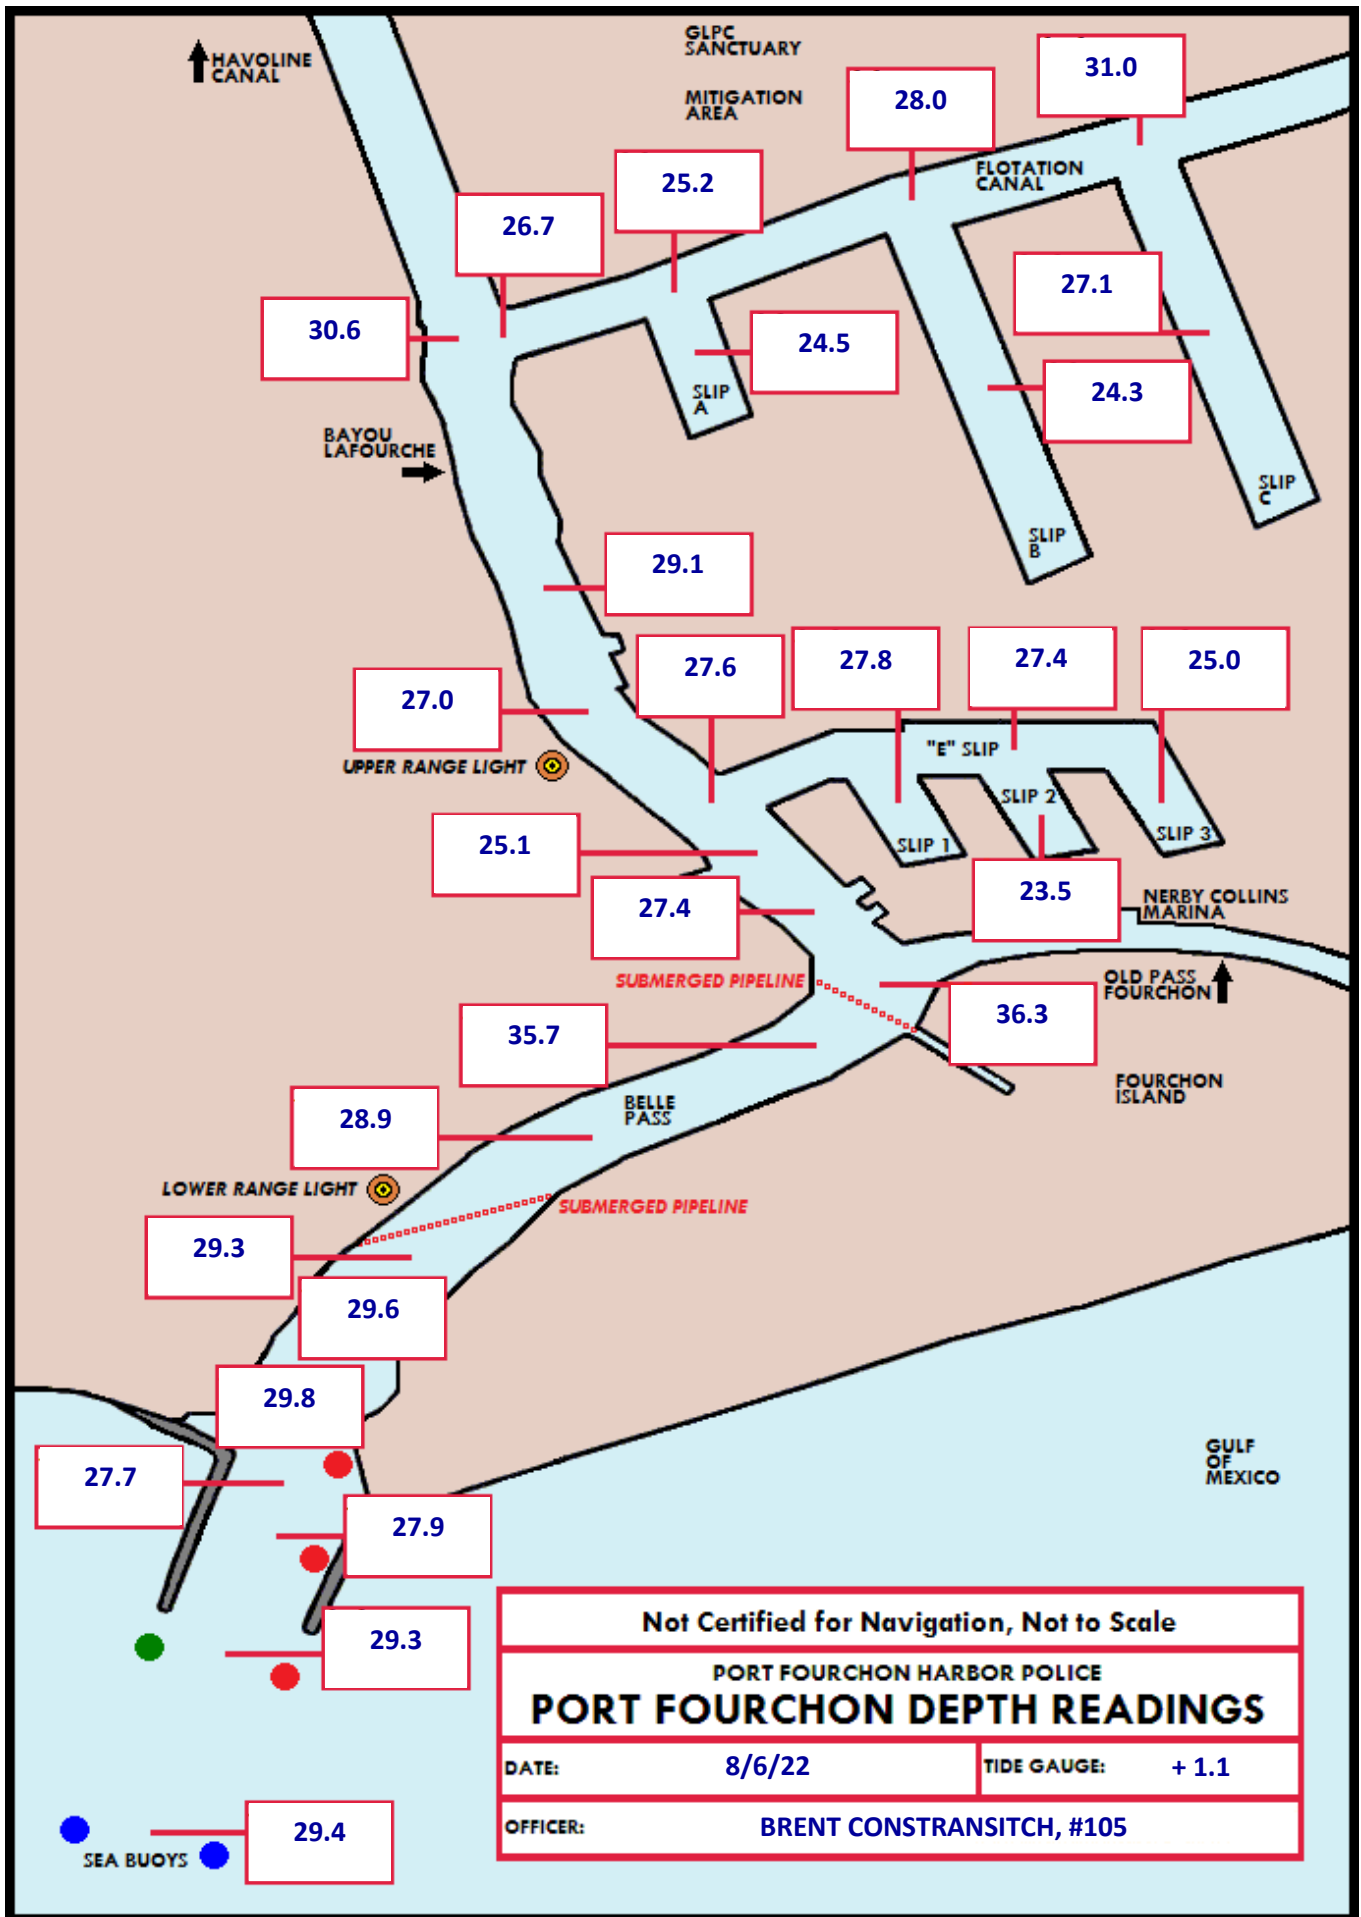 GLPC
SANCTUARY
HAVOLINE
CANAL
31.0
28.0
MITIGATION
AREA
FLOTATION
CANAL
25.2
26.7
27.1
30.6
24.5
24.3
SLIP
A
BAYOU
LAFOURCHE
SLIP
C
SLIP
B
29.1
27.6
27.8
27.4
25.0
27.0
"E" SLIP
UPPER RANGE LIGHT
SLIP 2
25.1
SLIP 1
SLIP 3
27.4
23.5
NERBY COLLINS
MARINA
SUBMERGED PIPELINE
OLD PASS
FOURCHON
36.3
35.7
FOURCHON
ISLAND
BELLE
PASS
28.9
LOWER RANGE LIGHT
SUBMERGED PIPELINE
29.3
29.6
29.8
GULF
OF
MEXICO
27.7
27.9
29.3
Not Certified for Navigation, Not to Scale
PORT FOURCHON HARBOR POLICE
PORT FOURCHON DEPTH READINGS
DATE: 8/6/22 TIDE GAUGE: + 1.1
OFFICER: BRENT CONSTRANSITCH, #105
29.4
SEA BUOYS